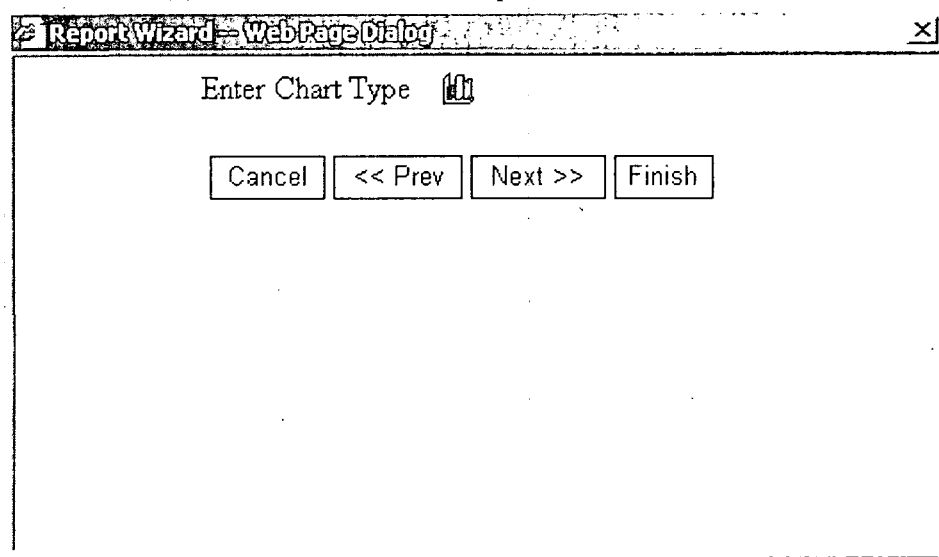 Report Wizard -- Web Page Dialog
Enter Chart Type
Cancel << Prev Next >> Finish